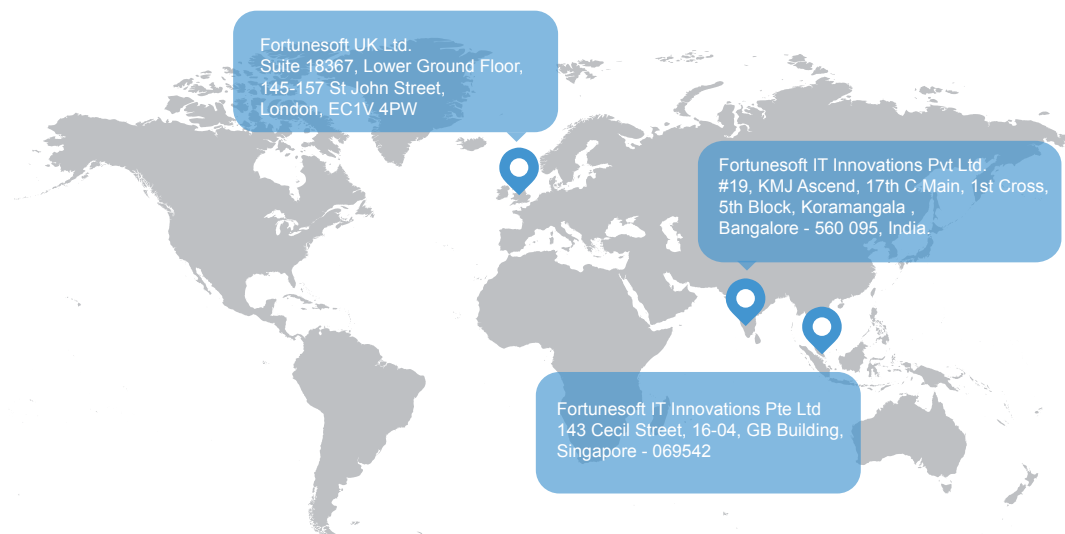 Fortunesoft UK Ltd.
Suite 18367, Lower Ground Floor,
145-157 St John Street,
London, EC1V 4PW
Fortunesoft IT Innovations Pvt Ltd.
#19, KMJ Ascend, 17th C Main, 1st Cross,
5th Block, Koramangala ,
Bangalore - 560 095, India.
Fortunesoft IT Innovations Pte Ltd
143 Cecil Street, 16-04, GB Building,
Singapore - 069542